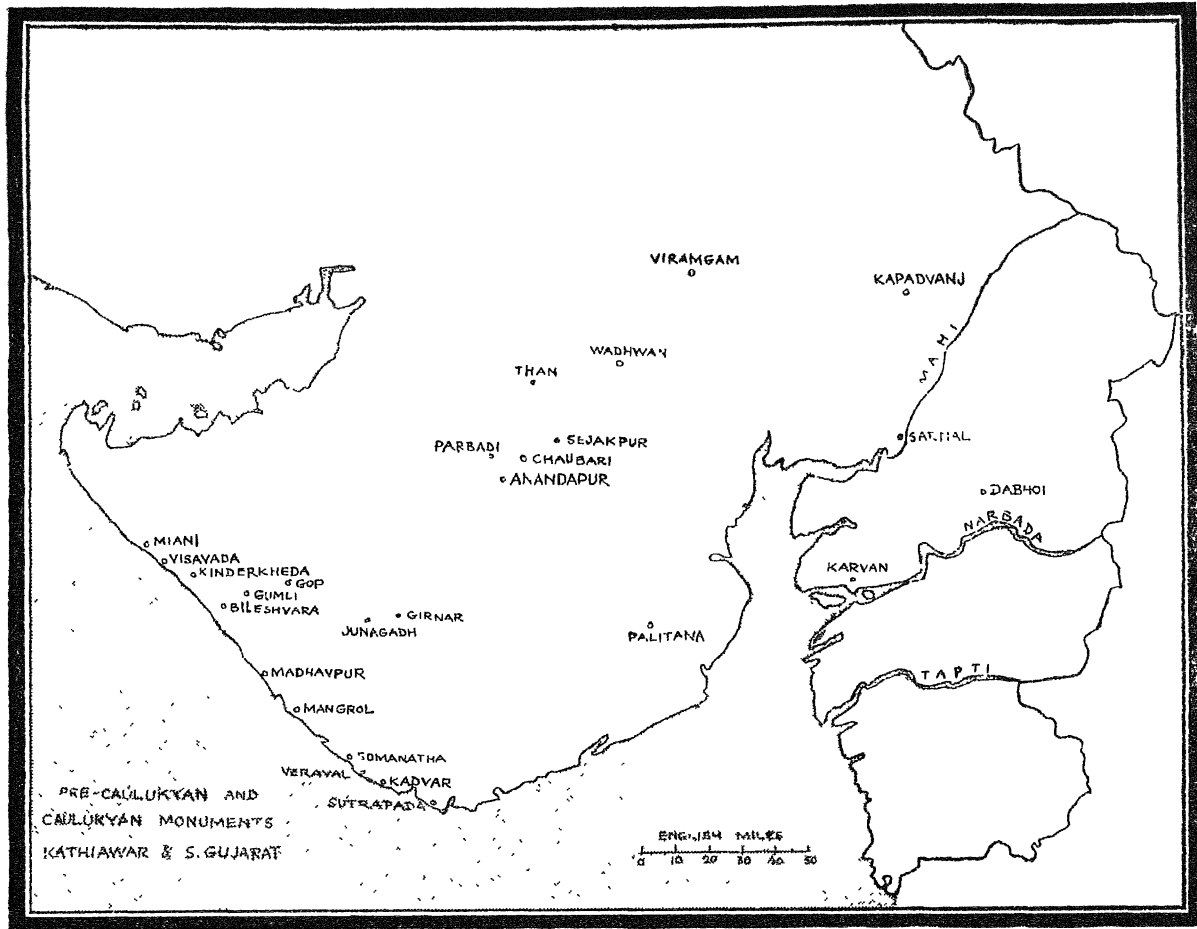 VIRAMGAM
KAPADVANJ
MAHI
WADHWAN
THAN
SEJAKPUR
PARBADI
CHAUBARI
ANANDAPUR
DABHOI
NARBADA
MIANI
VISAVADA
KINDERKHEDA
GOP
GUMLI
BILESHVARA
KARVAN
GIRNAR
JUNAGADH
PALITANA
MADHAVPUR
TAPTI
MANGROL
SOMANATHA
VERAVAL
KADVAR
SUTRAPADA
PRE-CAULUKYAN AND
CAULUKYAN MONUMENTS
KATHIAWAR & S. GUJARAT
ENGLISH MILES
0 10 20 30 40 50